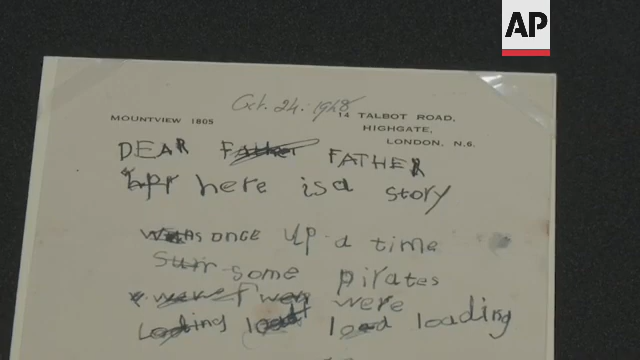 AP
Oct. 24. 1948
MOUNTVIEW 1805
14 TALBOT ROAD,
HIGHGATE,
LONDON, N.6.
DEAR Father FATHER
here is a story
WAS ONCE UP a time
some pirates
were
Loading load loading